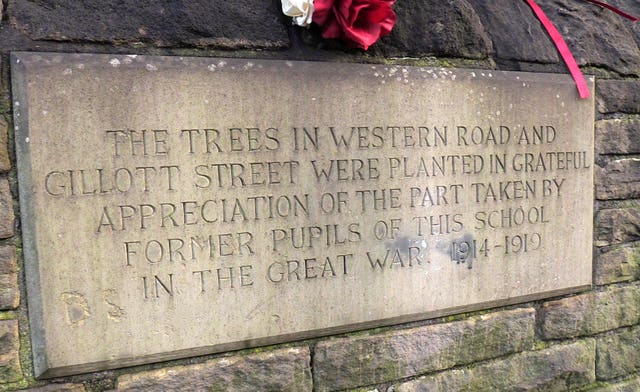 THE TREES IN WESTERN ROAD AND
GILLOTT STREET WERE PLANTED IN GRATEFUL
APPRECIATION OF THE PART TAKEN BY
FORMER PUPILS OF THIS SCHOOL
IN THE GREAT WAR. 1914-1919
DS